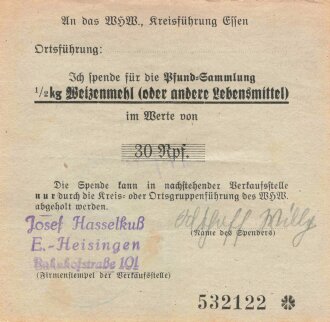 An das WHW., Kreisführung Essen
Ortsführung:
Ich spende für die Pfund-Sammlung
1/2 kg Weizenmehl (oder andere Lebensmittel)
im Werte von
30 Rpf.
Die Spende kann in nachstehender Verkaufsstelle
nur durch die Kreis- oder Ortsgruppenführung des WHW.
abgeholt werden.
Josef Hasselkuß
E.-Heisingen
Bahnhofstraße 191
(Firmenstempel der Verkaufsstelle)
Willy
(Name des Spenders)
532122 ✻